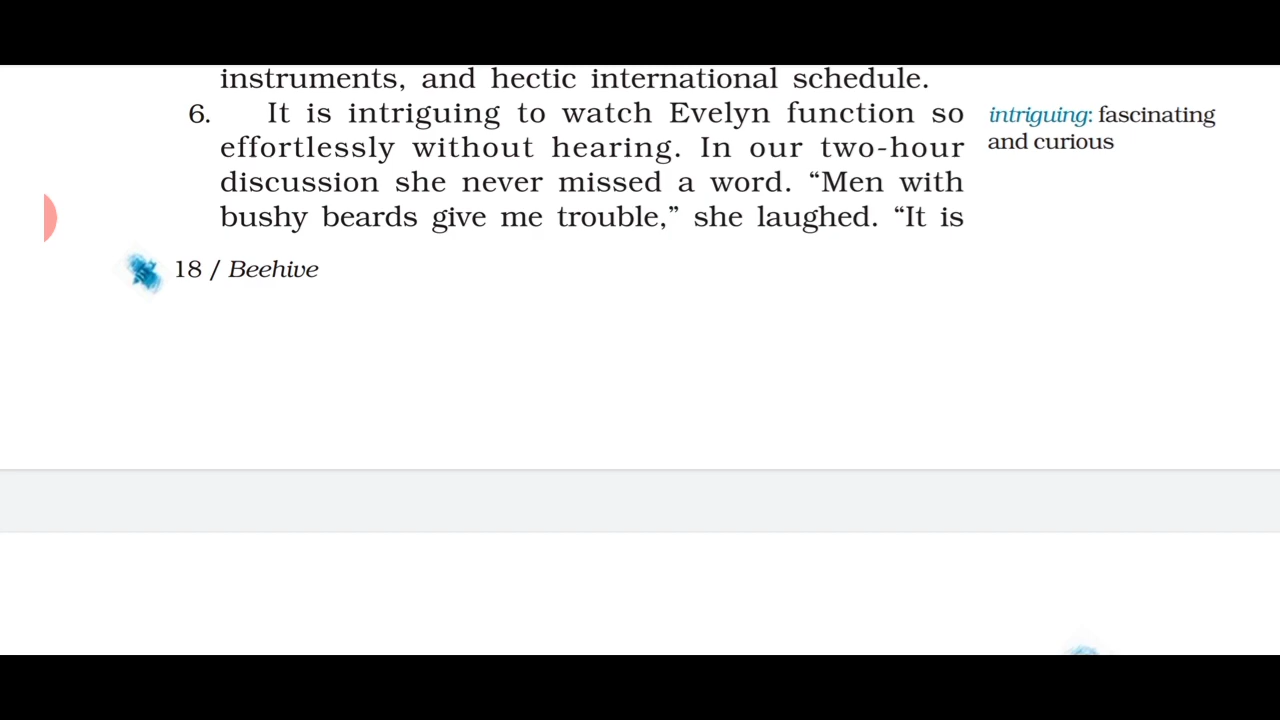 instruments, and hectic international schedule.
6. It is intriguing to watch Evelyn function so
effortlessly without hearing. In our two-hour
discussion she never missed a word. “Men with
bushy beards give me trouble,” she laughed. “It is
intriguing: fascinating
and curious
18 / Beehive